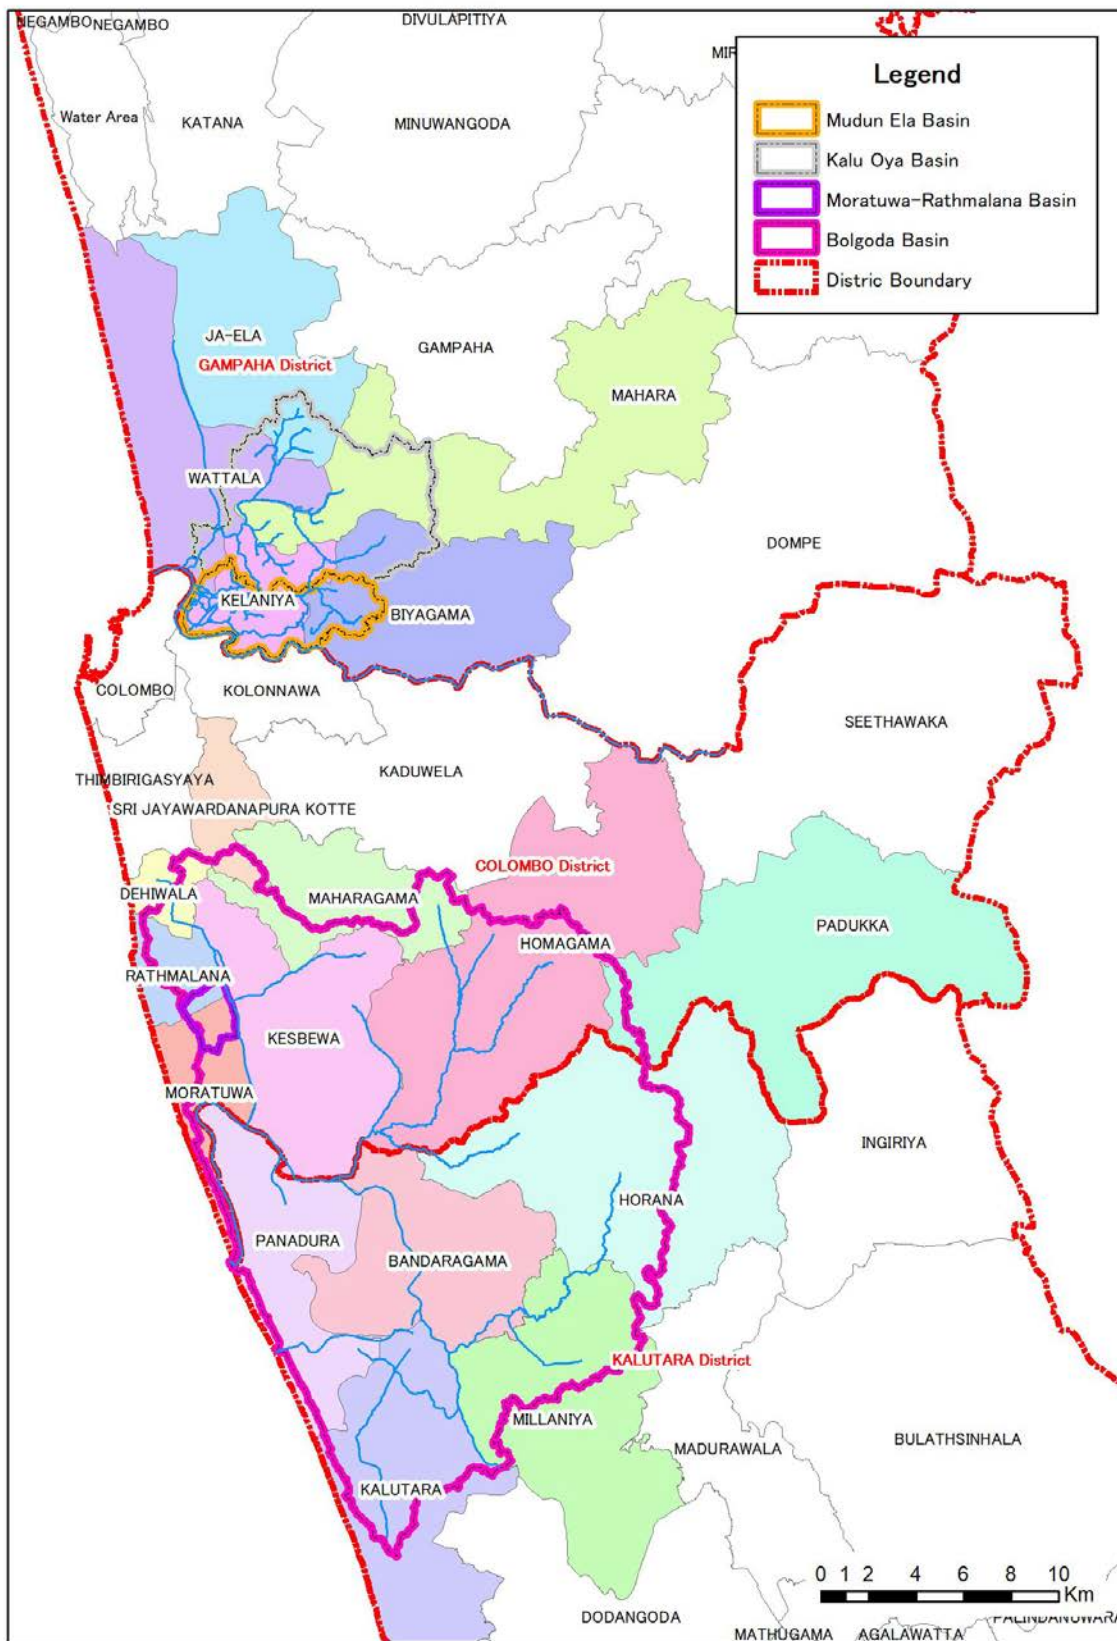 NEGAMBO
NEGAMBO
DIVULAPITIYA
Water Area
KATANA
MINUWANGODA
Legend
Mudun Ela Basin
Kalu Oya Basin
Moratuwa-Rathmalana Basin
Bolgoda Basin
Distric Boundary
JA-ELA
GAMPAHA District
GAMPAHA
MAHARA
WATTALA
DOMPE
KELANIYA
BIYAGAMA
COLOMBO
KOLONNAWA
SEETHAWAKA
KADUWELA
THIMBIRIGASYAYA
SRI JAYAWARDANAPURA KOTTE
COLOMBO District
DEHIWALA
MAHARAGAMA
PADUKKA
HOMAGAMA
RATHMALANA
KESBEWA
MORATUWA
INGIRIYA
HORANA
PANADURA
BANDARAGAMA
KALUTARA District
MILLANIYA
MADURAWALA
BULATHSINHALA
KALUTARA
0 1 2 4 6 8 10
Km
DODANGODA
MATHUGAMA
AGALAWATTA